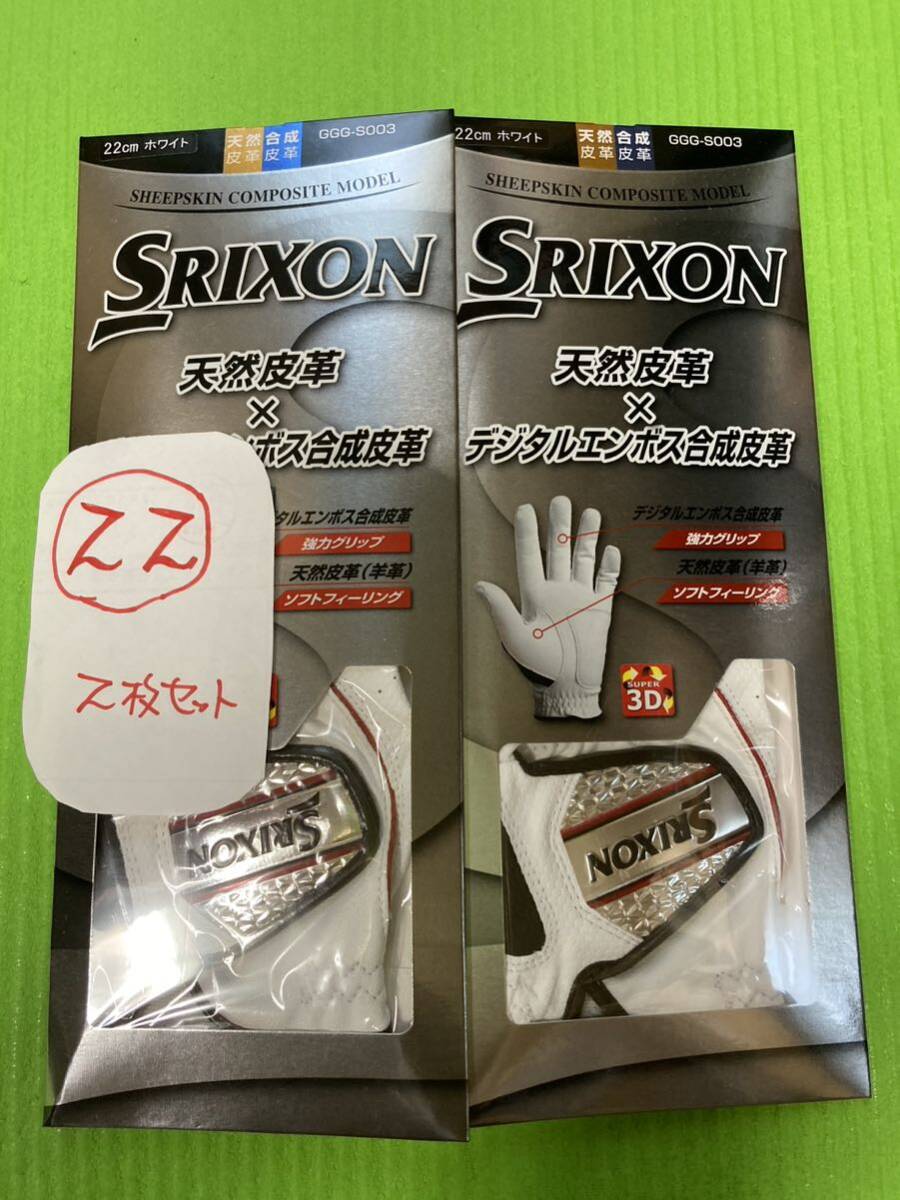 22cm ホワイト
天然皮革
合成皮革
GGG-S003
SHEEPSKIN COMPOSITE MODEL
SRIXON
天然皮革
×
ンボス合成皮革
タルエンボス合成皮革
強力グリップ
天然皮革(羊革)
ソフトフィーリング
SRIXON
22
2枚セット
22cm ホワイト
天然皮革
合成皮革
GGG-S003
SHEEPSKIN COMPOSITE MODEL
SRIXON
天然皮革
×
デジタルエンボス合成皮革
デジタルエンボス合成皮革
強力グリップ
天然皮革(羊革)
ソフトフィーリング
SUPER
3D
SRIXON